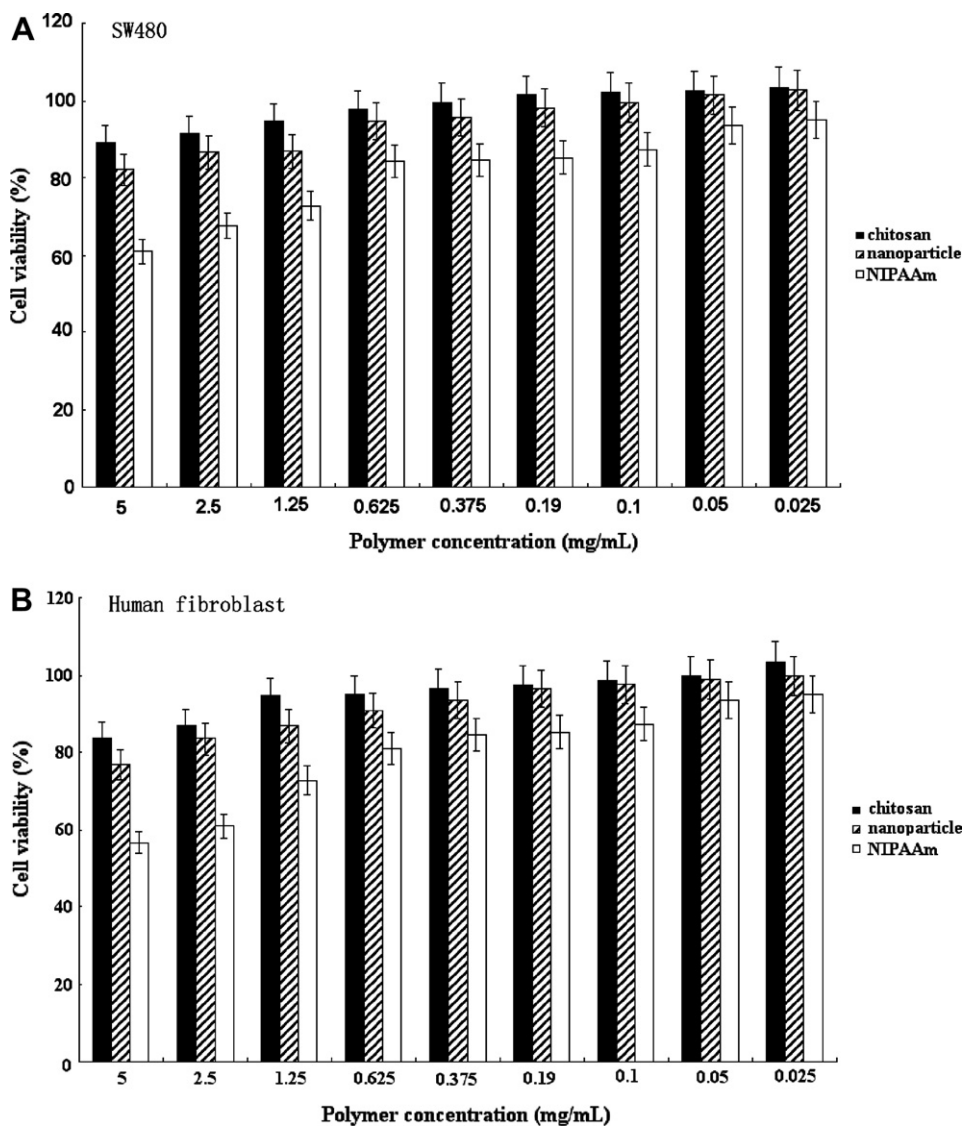 A
SW480
120
100
80
60
40
20
0
Cell viability (%)
5 2.5 1.25 0.625 0.375 0.19 0.1 0.05 0.025
Polymer concentration (mg/mL)
chitosan
nanoparticle
NIPAAm
B
Human fibroblast
120
100
80
60
40
20
0
Cell viability (%)
5 2.5 1.25 0.625 0.375 0.19 0.1 0.05 0.025
Polymer concentration (mg/mL)
chitosan
nanoparticle
NIPAAm